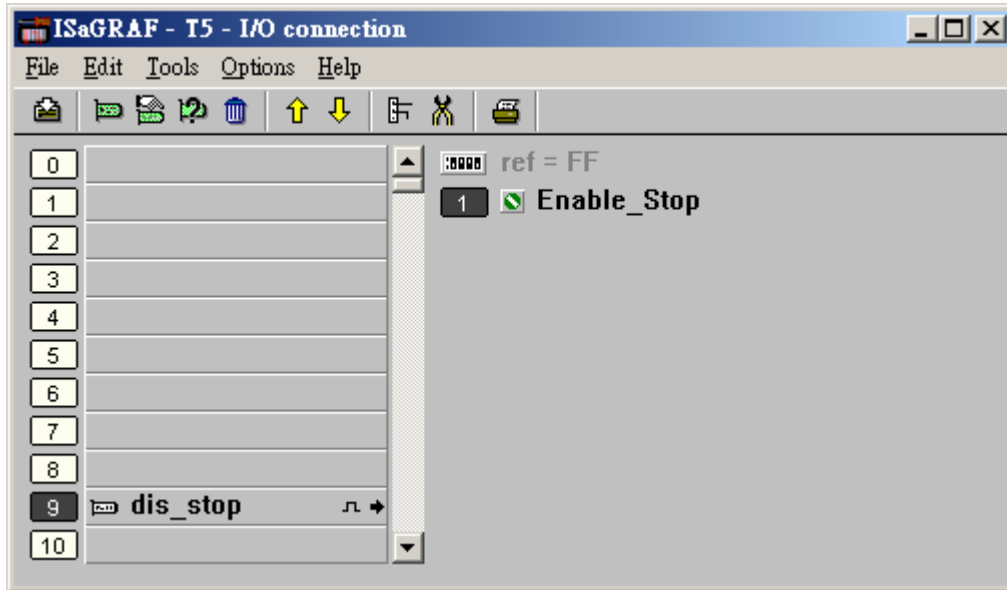 ISaGRAF - T5 - I/O connection
File Edit Tools Options Help
0
ref = FF
1
1 Enable_Stop
2
3
4
5
6
7
8
9 dis_stop
10